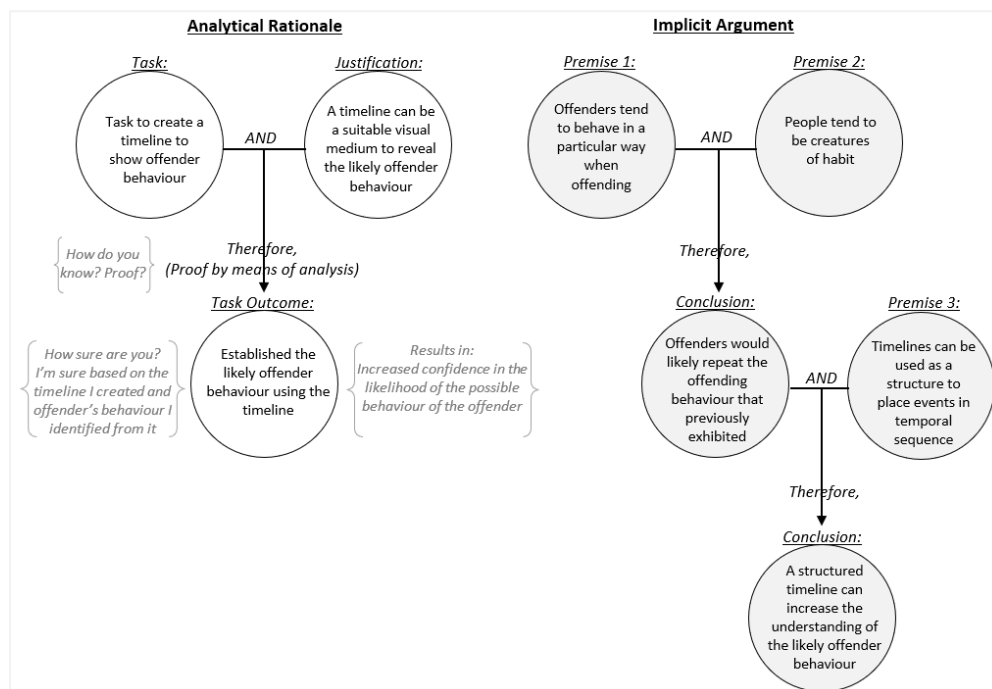 Analytical Rationale
Task:
Task to create a
timeline to
show offender
behaviour
AND
Justification:
A timeline can be
a suitable visual
medium to reveal
the likely offender
behaviour
How do you
know? Proof?
Therefore,
(Proof by means of analysis)
Task Outcome:
Established the
likely offender
behaviour using the
timeline
How sure are you?
I'm sure based on the
timeline I created and
offender's behaviour I
identified from it
Results in:
Increased confidence in the
likelihood of the possible
behaviour of the offender
Implicit Argument
Premise 1:
Offenders tend
to behave in a
particular way
when
offending
AND
Premise 2:
People tend to
be creatures
of habit
Therefore,
Conclusion:
Offenders would
likely repeat the
offending
behaviour that
previously
exhibited
AND
Premise 3:
Timelines can be
used as a
structure to
place events in
temporal
sequence
Therefore,
Conclusion:
A structured
timeline can
increase the
understanding of
the likely offender
behaviour